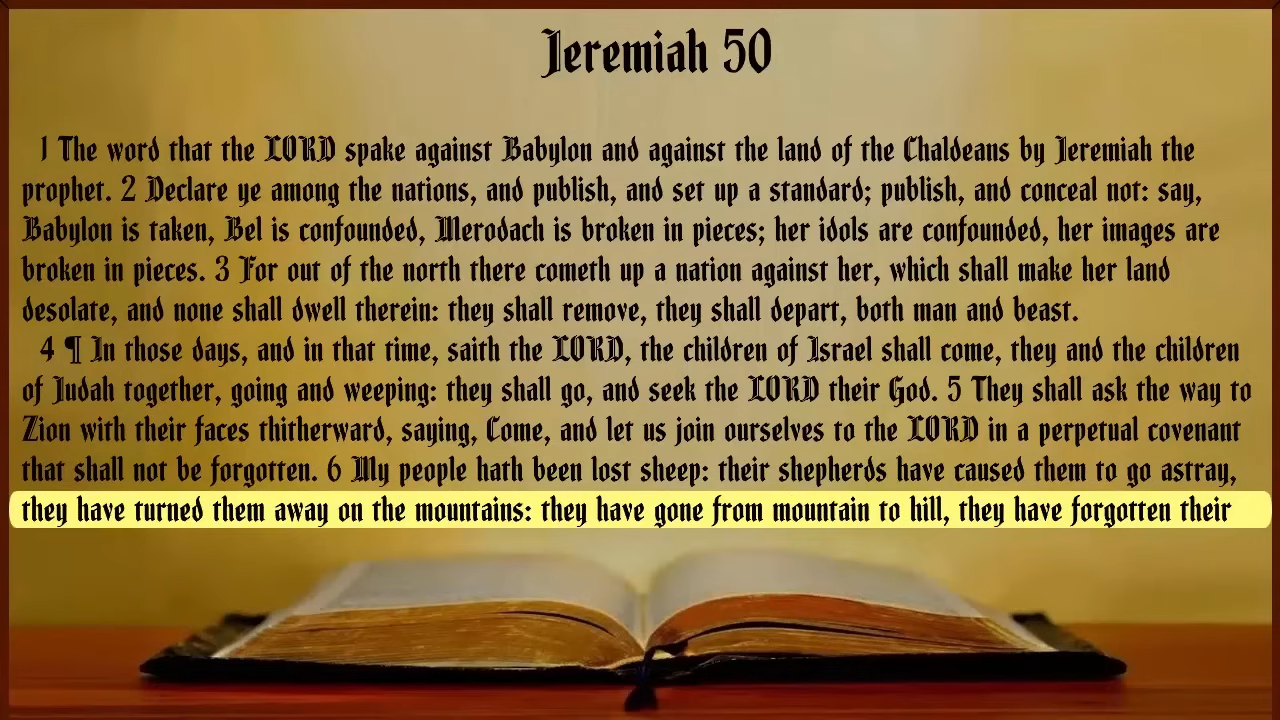 Jeremiah 50
1 The word that the LORD spake against Babylon and against the land of the Chaldeans by Jeremiah the
prophet. 2 Declare ye among the nations, and publish, and set up a standard; publish, and conceal not: say,
Babylon is taken, Bel is confounded, Merodach is broken in pieces; her idols are confounded, her images are
broken in pieces. 3 For out of the north there cometh up a nation against her, which shall make her land
desolate, and none shall dwell therein: they shall remove, they shall depart, both man and beast.
4 ¶ In those days, and in that time, saith the LORD, the children of Israel shall come, they and the children
of Judah together, going and weeping: they shall go, and seek the LORD their God. 5 They shall ask the way to
Zion with their faces thitherward, saying, Come, and let us join ourselves to the LORD in a perpetual covenant
that shall not be forgotten. 6 My people hath been lost sheep: their shepherds have caused them to go astray,
they have turned them away on the mountains: they have gone from mountain to hill, they have forgotten their